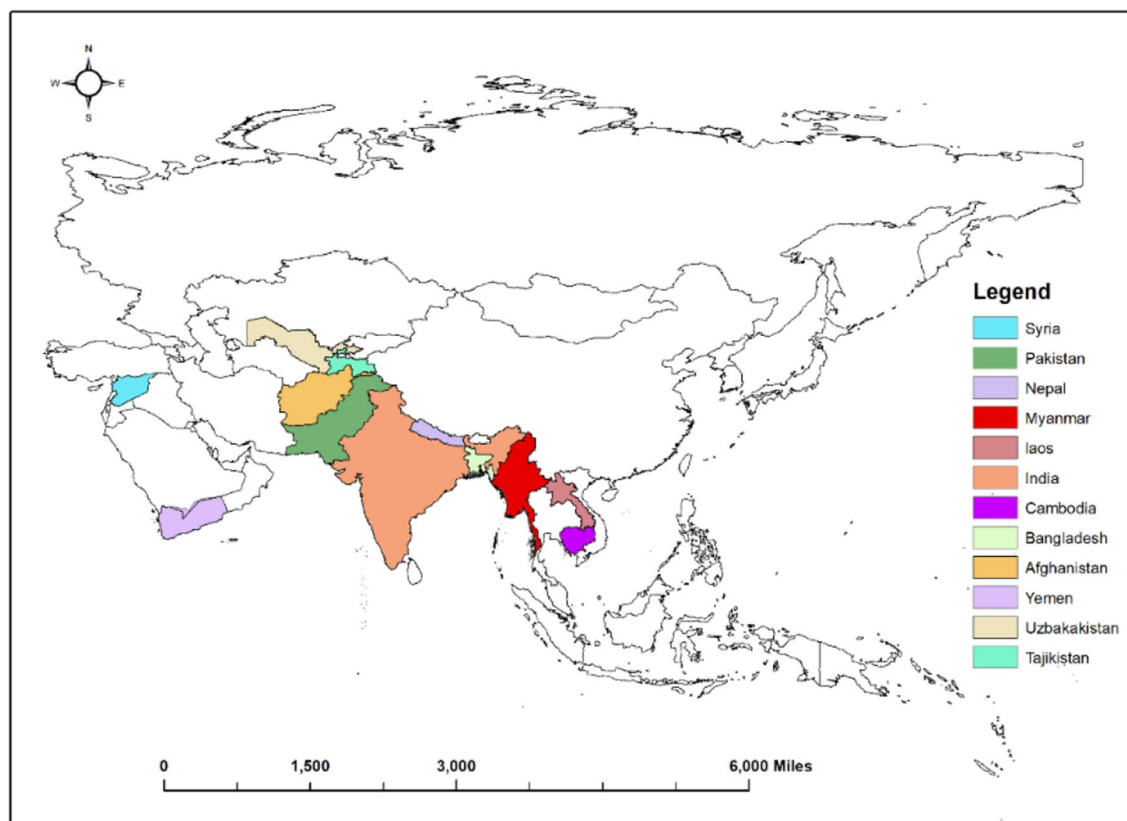 N
W E
S
Legend
Syria
Pakistan
Nepal
Myanmar
laos
India
Cambodia
Bangladesh
Afghanistan
Yemen
Uzbakakistan
Tajikistan
0 1,500 3,000 6,000 Miles